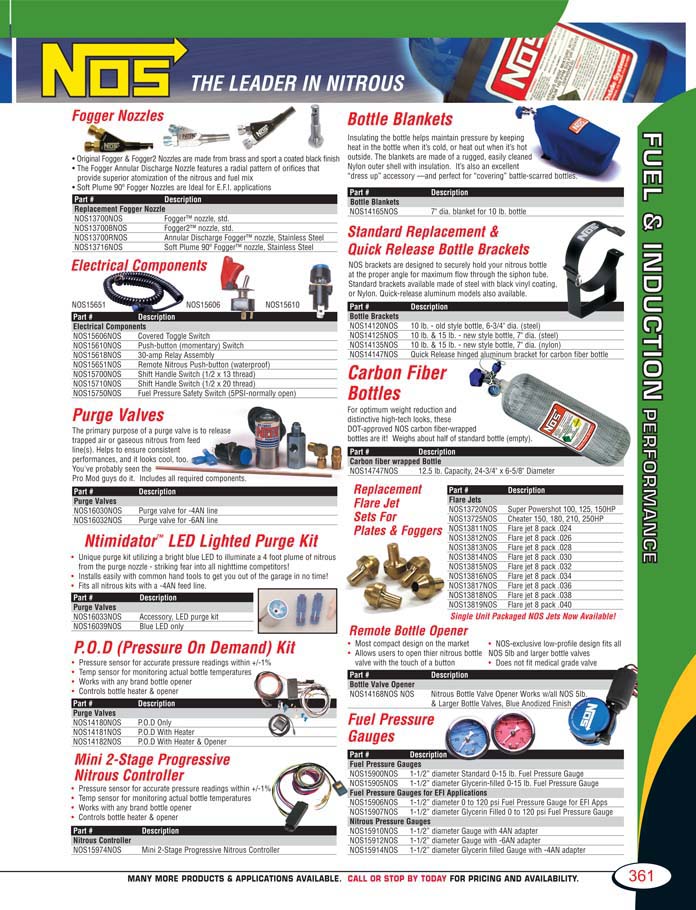 NOS THE LEADER IN NITROUS
Fogger Nozzles
• Original Fogger & Fogger2 Nozzles are made from brass and sport a coated black finish
• The Fogger Annular Discharge Nozzle features a radial pattern of orifices that
provide superior atomization of the nitrous and fuel mix
• Soft Plume 90º Fogger Nozzles are Ideal for E.F.I. applications
Part # Description
Replacement Fogger Nozzle
NOS13700NOS Fogger™ nozzle, std.
NOS13700BNOS Fogger2™ nozzle, std.
NOS13700RNOS Annular Discharge Fogger™ nozzle, Stainless Steel
NOS13716NOS Soft Plume 90º Fogger™ nozzle, Stainless Steel
Electrical Components
NOS15651 NOS15606 NOS15610
Part # Description
Electrical Components
NOS15606NOS Covered Toggle Switch
NOS15610NOS Push-button (momentary) Switch
NOS15618NOS 30-amp Relay Assembly
NOS15651NOS Remote Nitrous Push-button (waterproof)
NOS15700NOS Shift Handle Switch (1/2 x 13 thread)
NOS15710NOS Shift Handle Switch (1/2 x 20 thread)
NOS15750NOS Fuel Pressure Safety Switch (5PSI-normally open)
Purge Valves
The primary purpose of a purge valve is to release
trapped air or gaseous nitrous from feed
line(s). Helps to ensure consistent
performances, and it looks cool, too.
You've probably seen the
Pro Mod guys do it. Includes all required components.
Part # Description
Purge Valves
NOS16030NOS Purge valve for -4AN line
NOS16032NOS Purge valve for -6AN line
Ntimidator™ LED Lighted Purge Kit
• Unique purge kit utilizing a bright blue LED to illuminate a 4 foot plume of nitrous
from the purge nozzle - striking fear into all nighttime competitors!
• Installs easily with common hand tools to get you out of the garage in no time!
• Fits all nitrous kits with a -4AN feed line.
Part # Description
Purge Valves
NOS16033NOS Accessory, LED purge kit
NOS16039NOS Blue LED only
P.O.D (Pressure On Demand) Kit
• Pressure sensor for accurate pressure readings within +/-1%
• Temp sensor for monitoring actual bottle temperatures
• Works with any brand bottle opener
• Controls bottle heater & opener
Part # Description
Purge Valves
NOS14180NOS P.O.D Only
NOS14181NOS P.O.D With Heater
NOS14182NOS P.O.D With Heater & Opener
Mini 2-Stage Progressive
Nitrous Controller
• Pressure sensor for accurate pressure readings within +/-1%
• Temp sensor for monitoring actual bottle temperatures
• Works with any brand bottle opener
• Controls bottle heater & opener
Part # Description
Nitrous Controller
NOS15974NOS Mini 2-Stage Progressive Nitrous Controller
Bottle Blankets
Insulating the bottle helps maintain pressure by keeping
heat in the bottle when it's cold, or heat out when it's hot
outside. The blankets are made of a rugged, easily cleaned
Nylon outer shell with insulation. It's also an excellent
"dress up" accessory —and perfect for "covering" bottle-scarred bottles.
Part # Description
Bottle Blankets
NOS14165NOS 7" dia. blanket for 10 lb. bottle
Standard Replacement &
Quick Release Bottle Brackets
NOS brackets are designed to securely hold your nitrous bottle
at the proper angle for maximum flow through the siphon tube.
Standard brackets available made of steel with black vinyl coating,
or Nylon. Quick-release aluminum models also available.
Part # Description
Bottle Brackets
NOS14120NOS 10 lb. - old style bottle, 6-3/4" dia. (steel)
NOS14125NOS 10 lb. & 15 lb. - new style bottle, 7" dia. (steel)
NOS14135NOS 10 lb. & 15 lb. - new style bottle, 7" dia. (nylon)
NOS14147NOS Quick Release hinged aluminum bracket for carbon fiber bottle
Carbon Fiber
Bottles
For optimum weight reduction and
distinctive high-tech looks, these
DOT-approved NOS carbon fiber-wrapped
bottles are it! Weighs about half of standard bottle (empty).
Part # Description
Carbon fiber wrapped Bottle
NOS14747NOS 12.5 lb. Capacity, 24-3/4" x 6-5/8" Diameter
Replacement
Flare Jet
Sets For
Plates & Foggers
Part # Description
Flare Jets
NOS13720NOS Super Powershot 100, 125, 150HP
NOS13725NOS Cheater 150, 180, 210, 250HP
NOS13811NOS Flare jet 8 pack .024
NOS13812NOS Flare jet 8 pack .026
NOS13813NOS Flare jet 8 pack .028
NOS13814NOS Flare jet 8 pack .030
NOS13815NOS Flare jet 8 pack .032
NOS13816NOS Flare jet 8 pack .034
NOS13817NOS Flare jet 8 pack .036
NOS13818NOS Flare jet 8 pack .038
NOS13819NOS Flare jet 8 pack .040
Single Unit Packaged NOS Jets Now Available!
Remote Bottle Opener
• Most compact design on the market
• Allows users to open thier nitrous bottle
valve with the touch of a button
• NOS-exclusive low-profile design fits all
NOS 5lb and larger bottle valves
• Does not fit medical grade valve
Part # Description
Bottle Valve Opener
NOS14168NOS NOS Nitrous Bottle Valve Opener Works w/all NOS 5lb.
& Larger Bottle Valves, Blue Anodized Finish
Fuel Pressure
Gauges
Part # Description
Fuel Pressure Gauges
NOS15900NOS 1-1/2" diameter Standard 0-15 lb. Fuel Pressure Gauge
NOS15905NOS 1-1/2" diameter Glycerin-filled 0-15 lb. Fuel Pressure Gauge
Fuel Pressure Gauges for EFI Applications
NOS15906NOS 1-1/2" diameter 0 to 120 psi Fuel Pressure Gauge for EFI Apps
NOS15907NOS 1-1/2" diameter Glycerin Filled 0 to 120 psi Fuel Pressure Gauge
Nitrous Pressure Gauges
NOS15910NOS 1-1/2" diameter Gauge with 4AN adapter
NOS15912NOS 1-1/2" diameter Gauge with -6AN adapter
NOS15914NOS 1-1/2" diameter Glycerin filled Gauge with -4AN adapter
FUEL & INDUCTION PERFORMANCE
MANY MORE PRODUCTS & APPLICATIONS AVAILABLE. CALL OR STOP BY TODAY FOR PRICING AND AVAILABILITY.
361